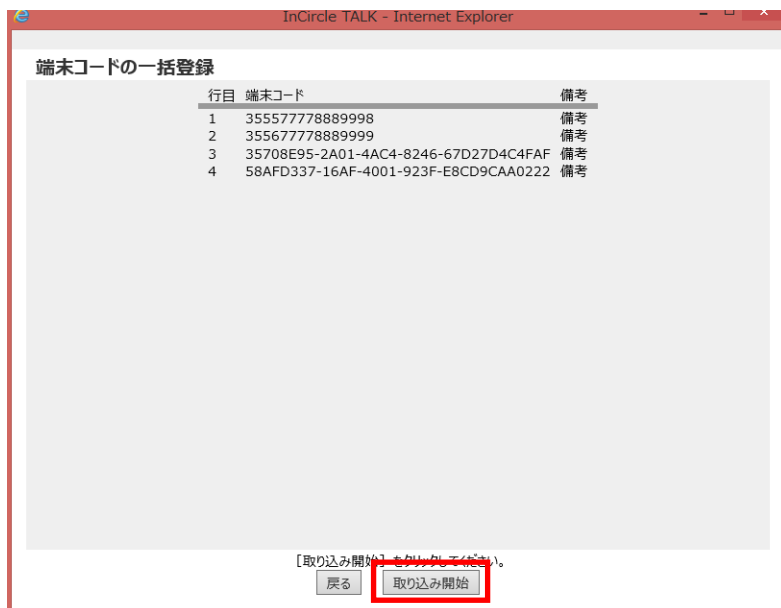 InCircle TALK - Internet Explorer
端末コードの一括登録
行目 端末コード 備考
1 355577778889998 備考
2 355677778889999 備考
3 35708E95-2A01-4AC4-8246-67D27D4C4FAF 備考
4 58AFD337-16AF-4001-923F-E8CD9CAA0222 備考
[取り込み開始] をクリックしてください。
戻る 取り込み開始